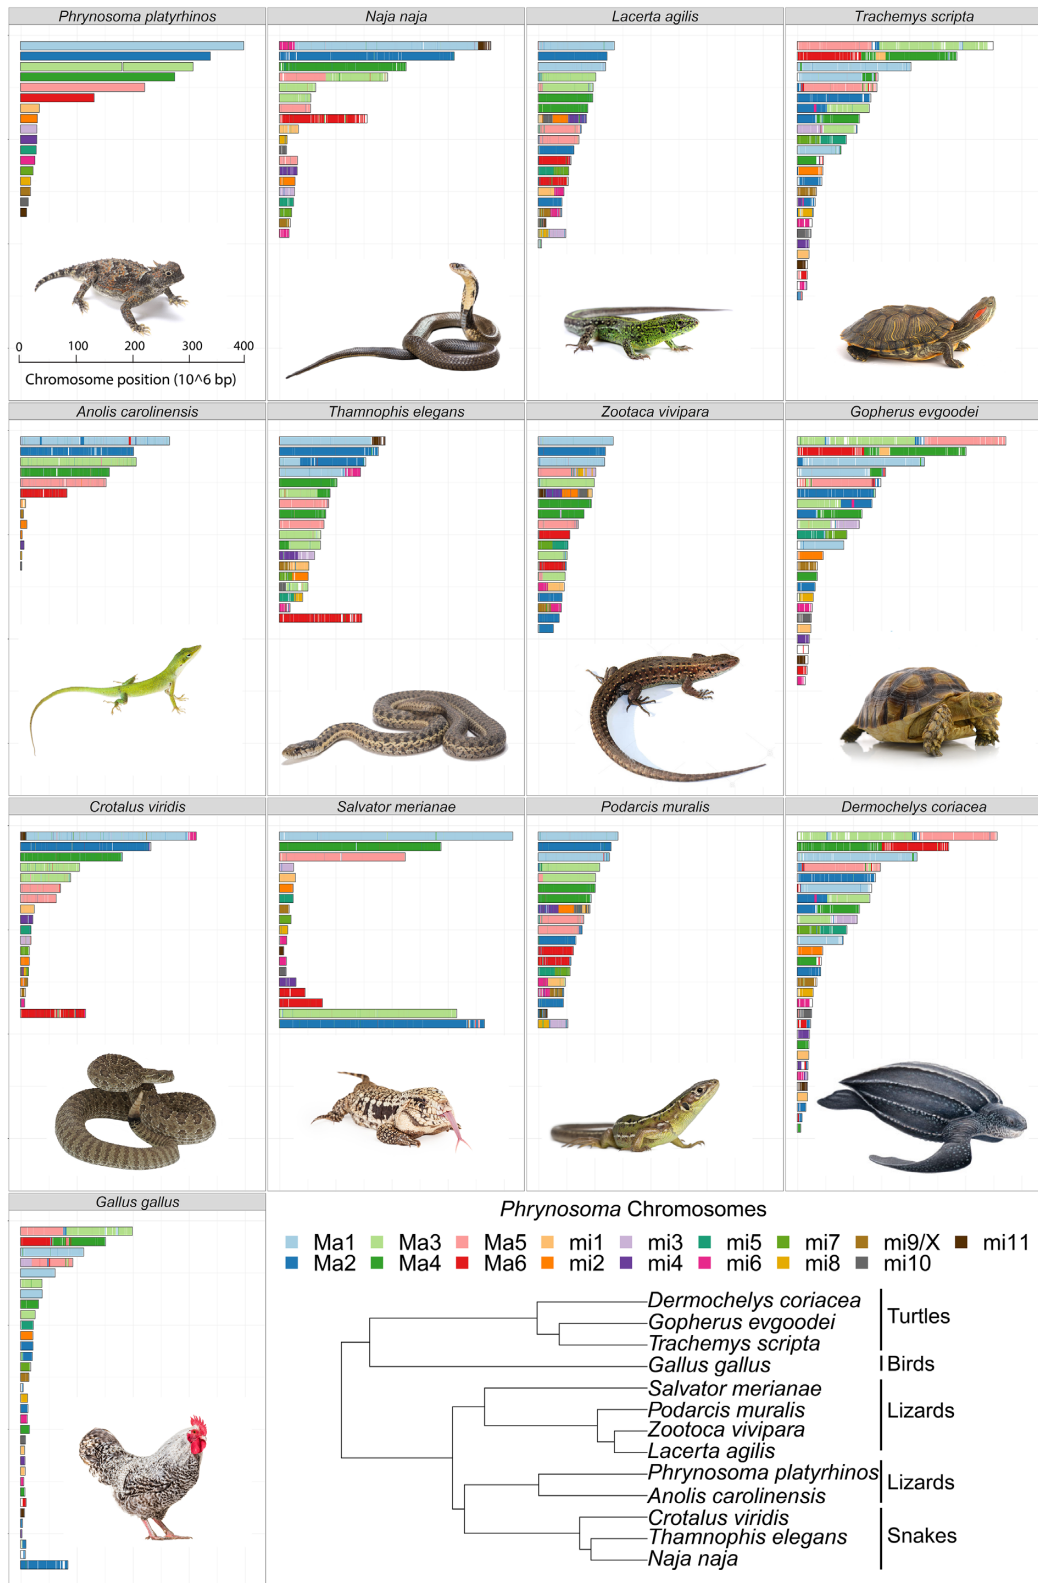 Phrynosoma platyrhinos
Naja naja
Lacerta agilis
Trachemys scripta
0 100 200 300 400
Chromosome position (10^6 bp)
Anolis carolinensis
Thamnophis elegans
Zootaca vivipara
Gopherus evgoodei
Crotalus viridis
Salvator merianae
Podarcis muralis
Dermochelys coriacea
Gallus gallus
Phrynosoma Chromosomes
Ma1 Ma3 Ma5 mi1 mi3 mi5 mi7 mi9/X mi11
Ma2 Ma4 Ma6 mi2 mi4 mi6 mi8 mi10
Dermochelys coriacea
Gopherus evgoodei
Trachemys scripta
Turtles
Gallus gallus
Birds
Salvator merianae
Podarcis muralis
Zootoca vivipara
Lacerta agilis
Lizards
Phrynosoma platyrhinos
Anolis carolinensis
Lizards
Crotalus viridis
Thamnophis elegans
Naja naja
Snakes